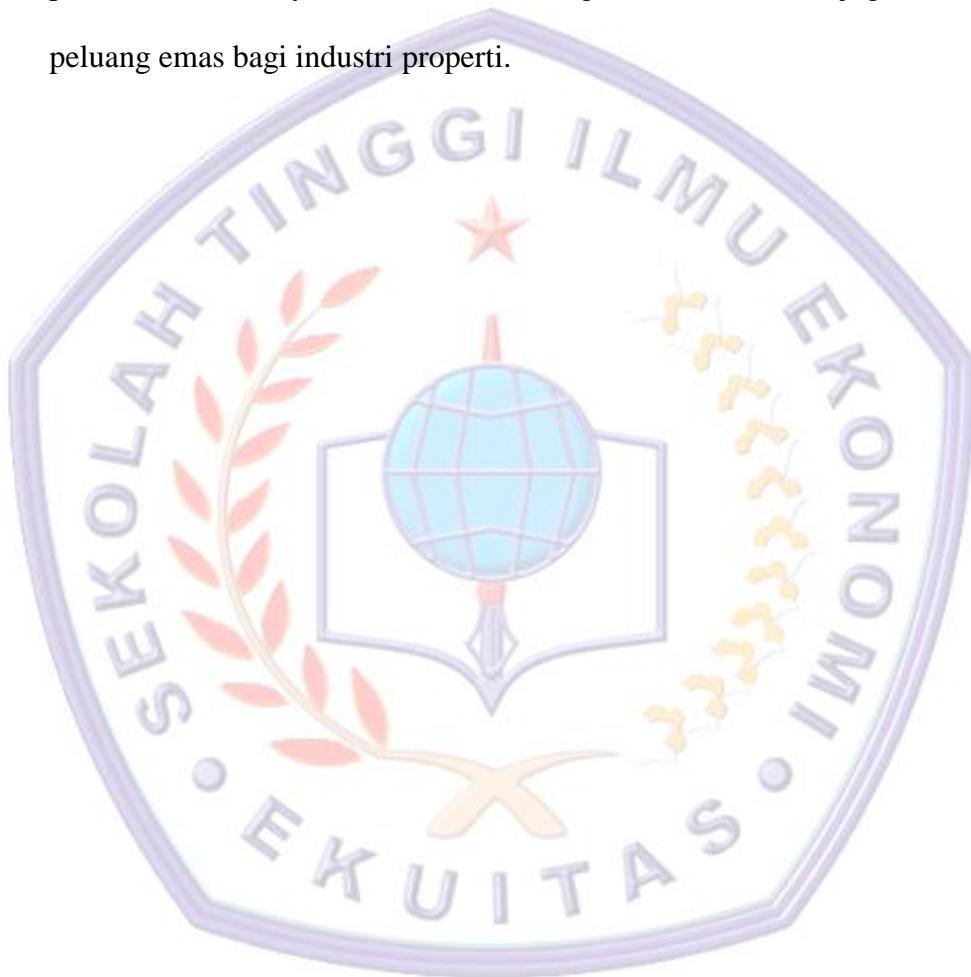 peluang emas bagi industri properti.
SEKOLAH TINGGI ILMU EKONOMI
• EKUITAS •